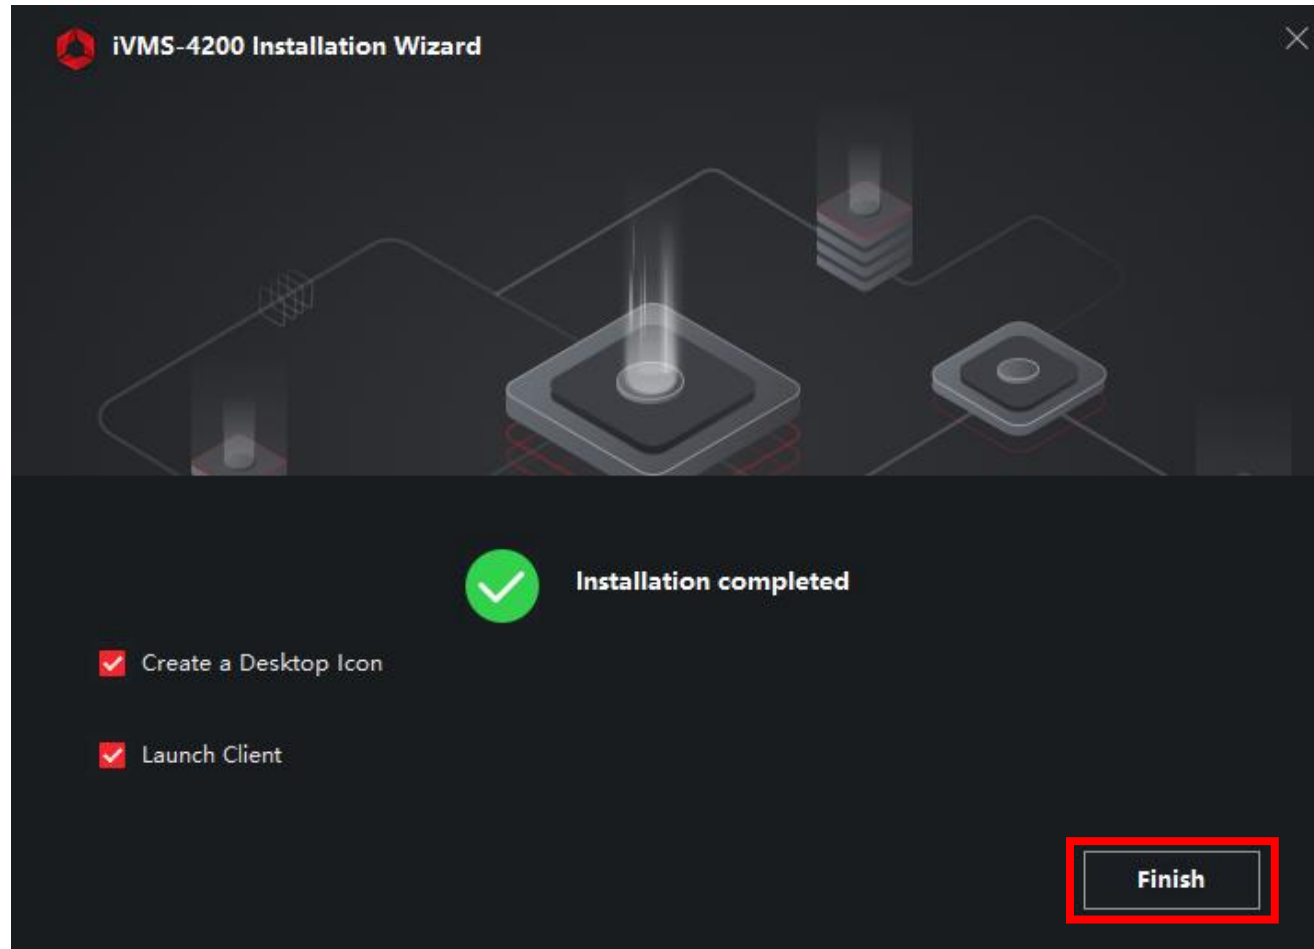 iVMS-4200 Installation Wizard
Installation completed
Create a Desktop Icon
Launch Client
Finish